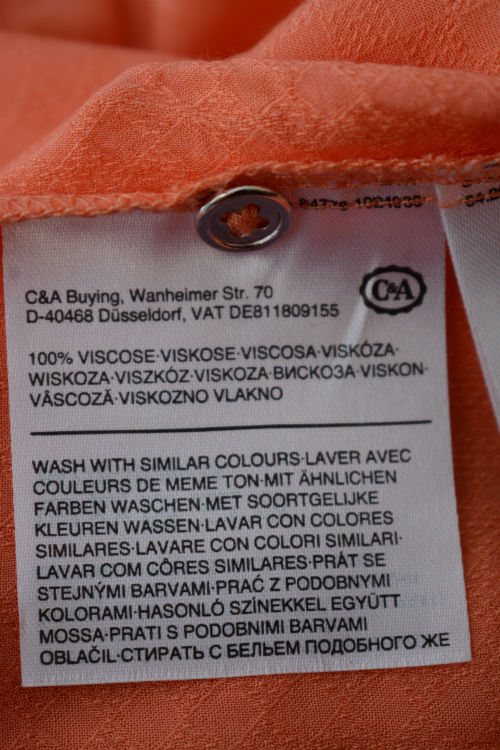 C&A Buying, Wanheimer Str. 70
D-40468 Düsseldorf, VAT DE811809155
C&A
100% VISCOSE·VISKOSE·VISCOSA·VISKÓZA·
WISKOZA·VISZKÓZ·VISKOZA·ВИСКОЗА·VISKON·
VÂSCOZĂ·VISKOZNO VLAKNO
WASH WITH SIMILAR COLOURS·LAVER AVEC
COULEURS DE MEME TON·MIT ÄHNLICHEN
FARBEN WASCHEN·MET SOORTGELIJKE
KLEUREN WASSEN·LAVAR CON COLORES
SIMILARES·LAVARE CON COLORI SIMILARI·
LAVAR COM CÔRES SIMILARES·PRÁT SE
STEJNÝMI BARVAMI·PRAĆ Z PODOBNYMI
KOLORAMI·HASONLÓ SZÍNEKKEL EGYÜTT
MOSSA·PRATI S PODOBNIMI BARVAMI
OBLAČIL·СТИРАТЬ С БЕЛЬЕМ ПОДОБНОГО ЖЕ